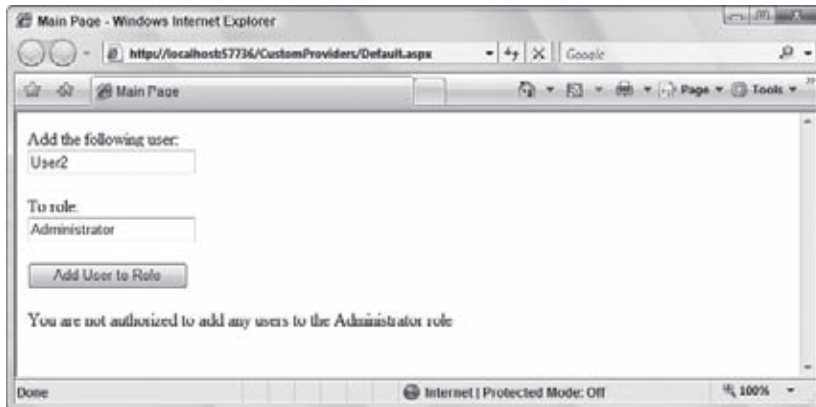 Main Page - Windows Internet Explorer
http://localhost:57736/CustomProviders/Default.aspx
Google
Main Page
Page
Tools
Add the following user:
User2
To role:
Administrator
Add User to Role
You are not authorized to add any users to the Administrator role
Done
Internet | Protected Mode: Off
100%